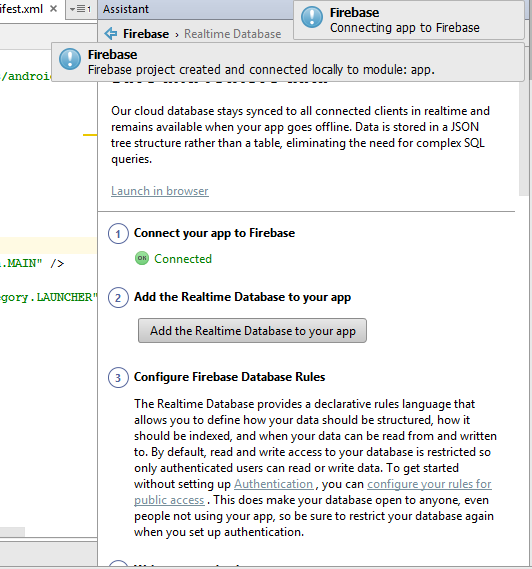 ifest.xml
Assistant
Firebase
Connecting app to Firebase
Firebase › Realtime Database
Firebase
Firebase project created and connected locally to module: app.
s/android
Our cloud database stays synced to all connected clients in realtime and
remains available when your app goes offline. Data is stored in a JSON
tree structure rather than a table, eliminating the need for complex SQL
queries.
Launch in browser
1 Connect your app to Firebase
OK Connected
.MAIN" />
egory.LAUNCHER"
2 Add the Realtime Database to your app
Add the Realtime Database to your app
3 Configure Firebase Database Rules
The Realtime Database provides a declarative rules language that
allows you to define how your data should be structured, how it
should be indexed, and when your data can be read from and written
to. By default, read and write access to your database is restricted so
only authenticated users can read or write data. To get started
without setting up Authentication , you can configure your rules for
public access . This does make your database open to anyone, even
people not using your app, so be sure to restrict your database again
when you set up authentication.